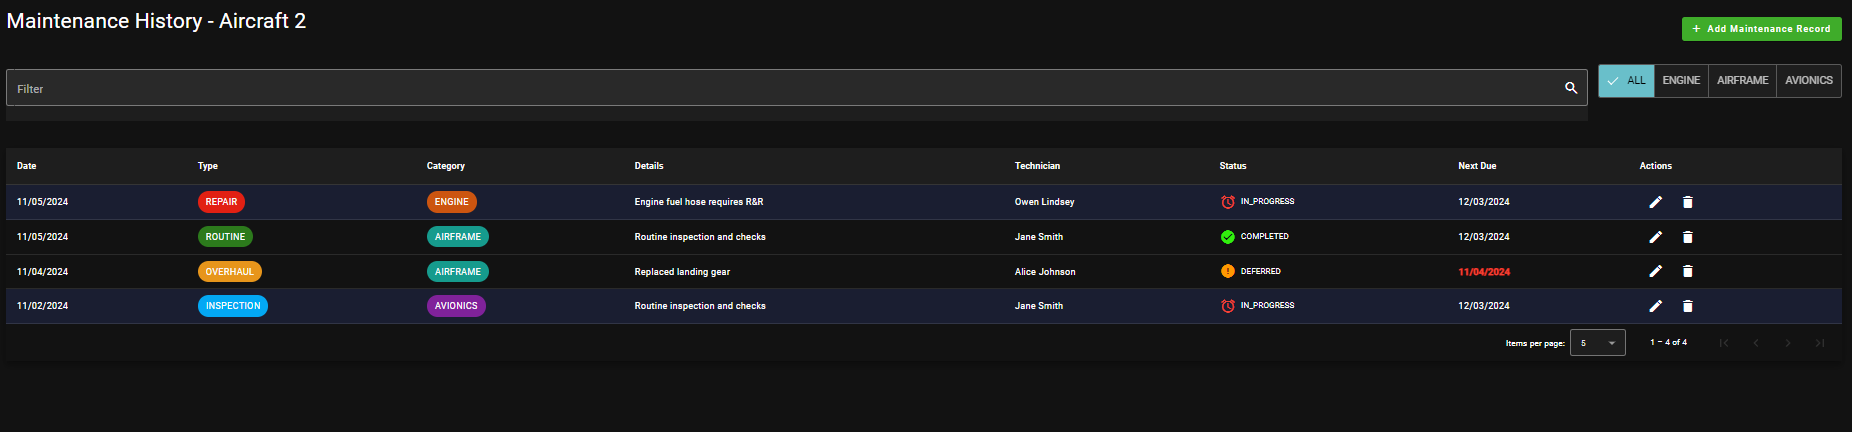 Maintenance History - Aircraft 2
+ Add Maintenance Record
Filter
ALL ENGINE AIRFRAME AVIONICS
Date Type Category Details Technician Status Next Due Actions
11/05/2024 REPAIR ENGINE Engine fuel hose requires R&R Owen Lindsey IN_PROGRESS 12/03/2024
11/05/2024 ROUTINE AIRFRAME Routine inspection and checks Jane Smith COMPLETED 12/03/2024
11/04/2024 OVERHAUL AIRFRAME Replaced landing gear Alice Johnson DEFERRED 11/04/2024
11/02/2024 INSPECTION AVIONICS Routine inspection and checks Jane Smith IN_PROGRESS 12/03/2024
Items per page: 5 1 – 4 of 4